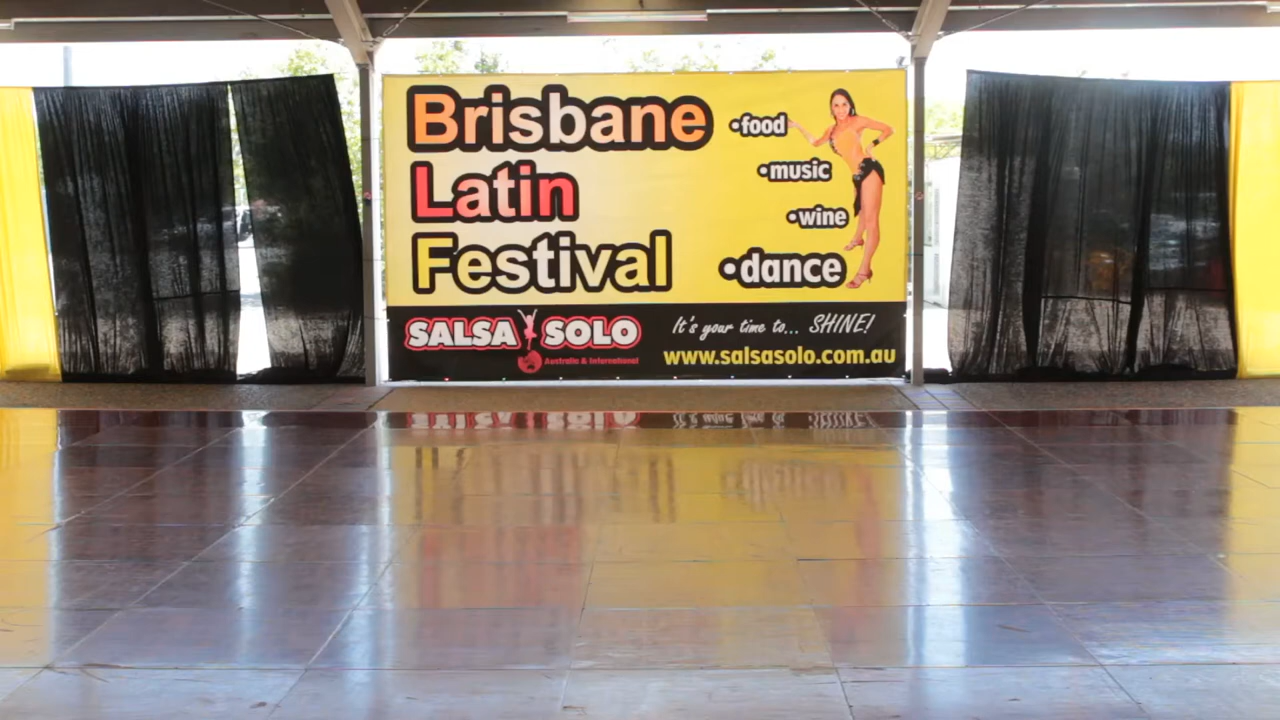 Brisbane
Latin
Festival
•food
•music
•wine
•dance
SALSA SOLO
Australia & International
It's your time to... SHINE!
www.salsasolo.com.au